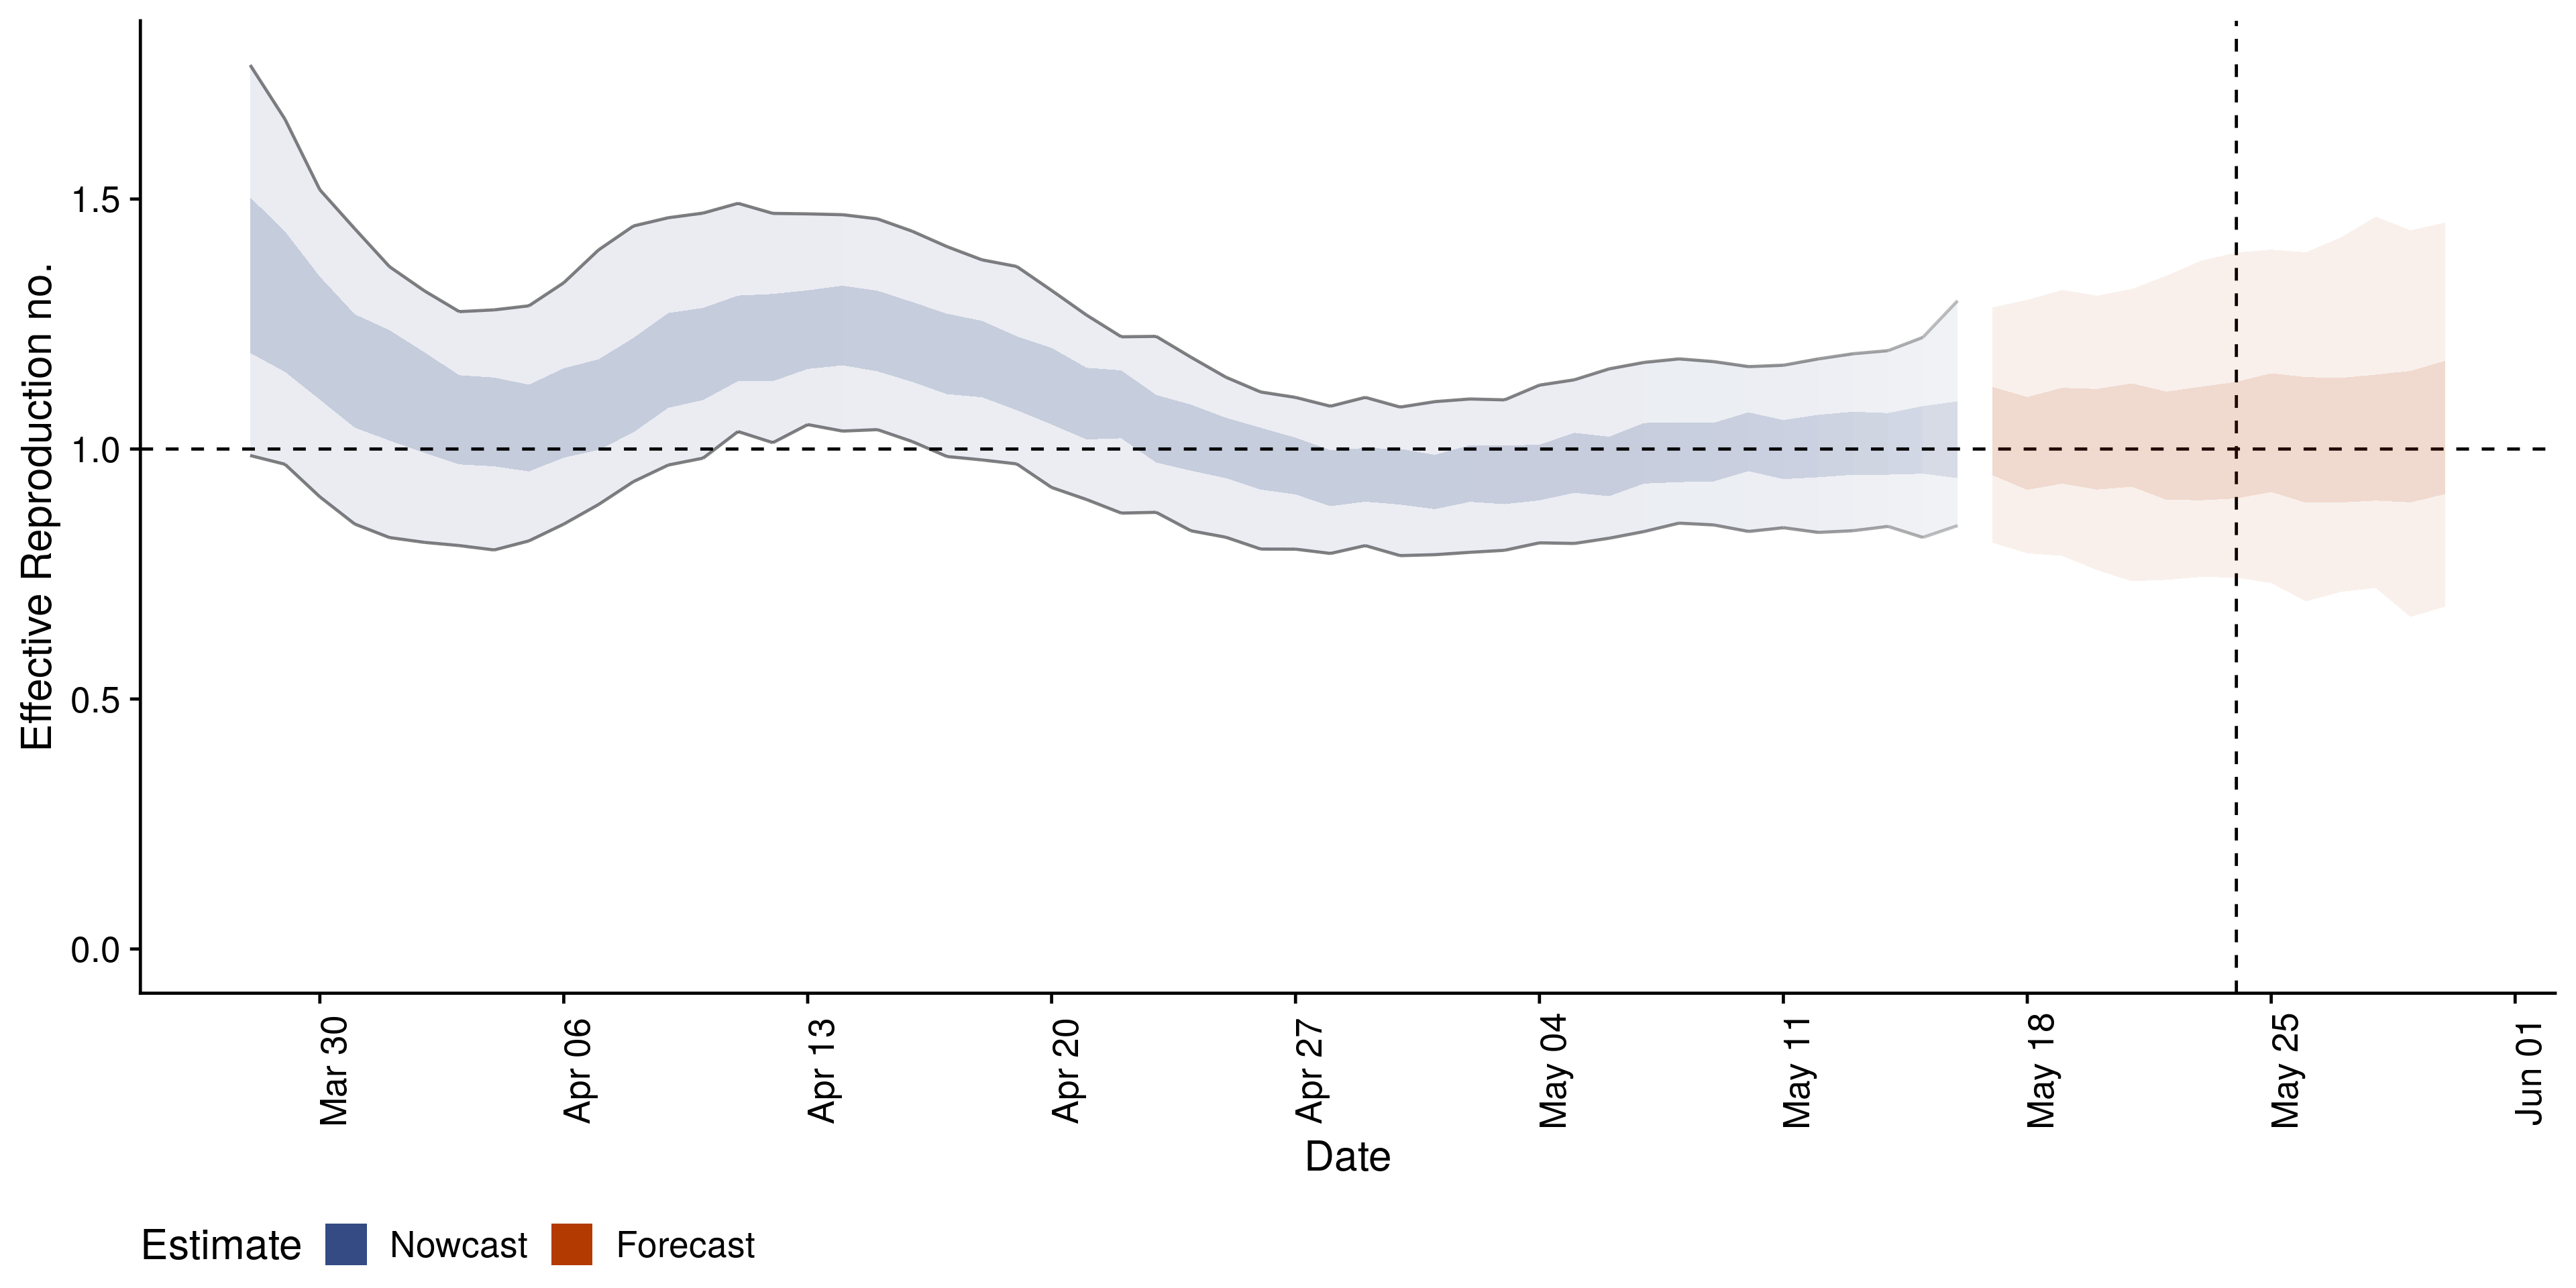 Effective Reproduction no.
1.5
1.0
0.5
0.0
Mar 30
Apr 06
Apr 13
Apr 20
Apr 27
May 04
May 11
May 18
May 25
Jun 01
Date
Estimate Nowcast Forecast